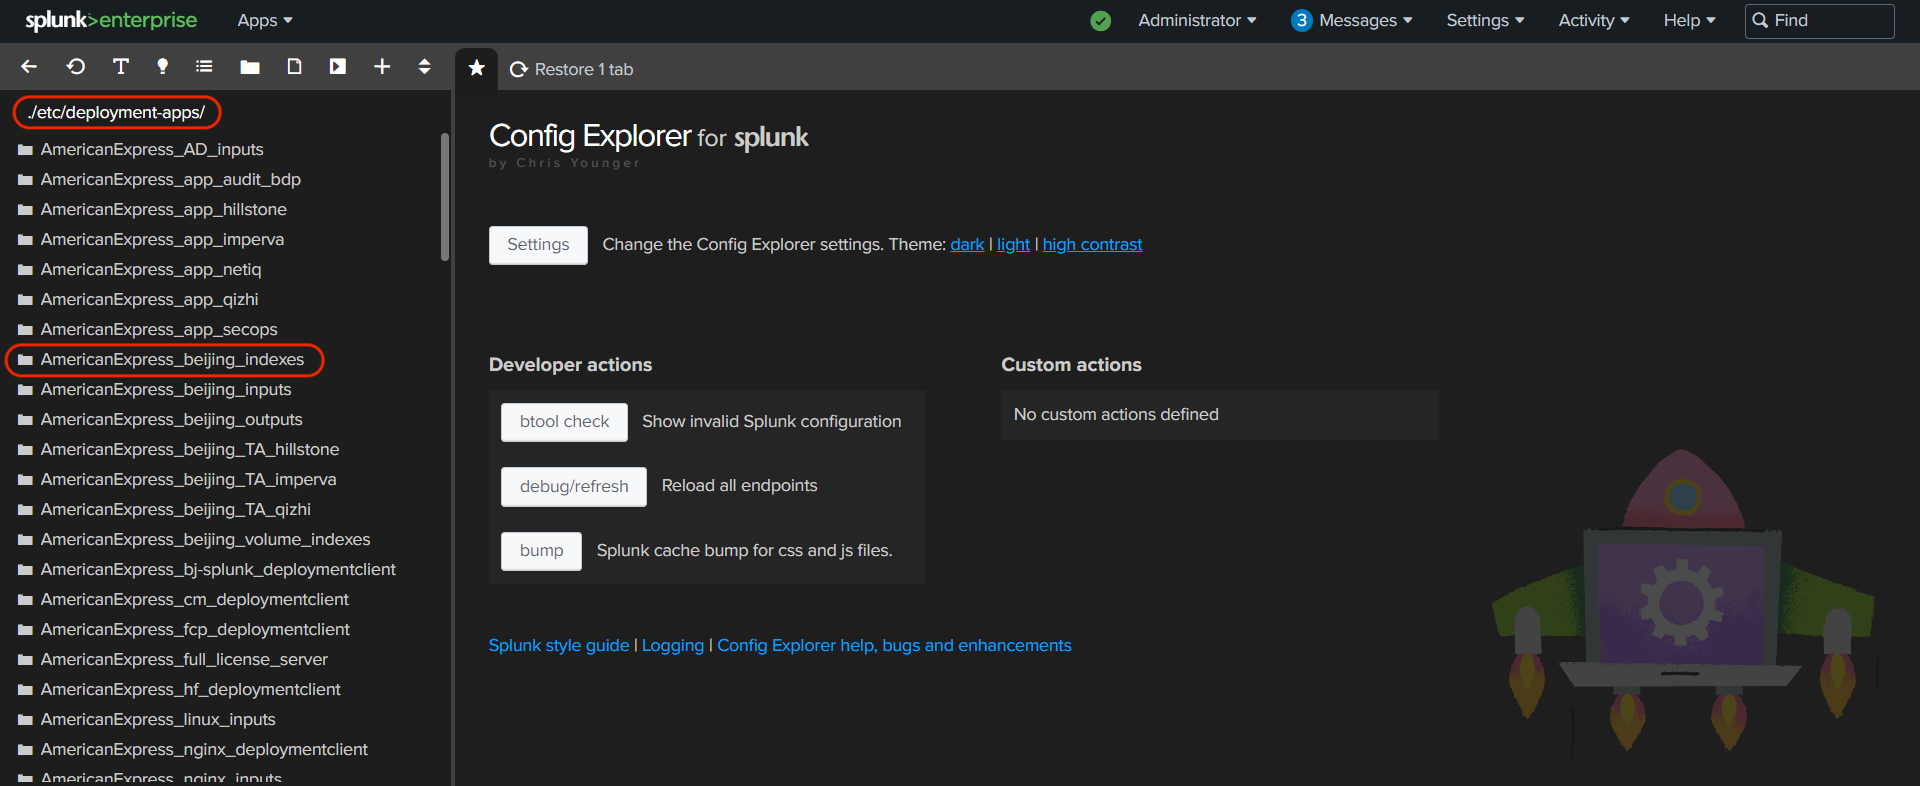 splunk>enterprise Apps Administrator 3 Messages Settings Activity Help Find
Restore 1 tab
./etc/deployment-apps/
AmericanExpress_AD_inputs
AmericanExpress_app_audit_bdp
AmericanExpress_app_hillstone
AmericanExpress_app_imperva
AmericanExpress_app_netiq
AmericanExpress_app_qizhi
AmericanExpress_app_secops
AmericanExpress_beijing_indexes
AmericanExpress_beijing_inputs
AmericanExpress_beijing_outputs
AmericanExpress_beijing_TA_hillstone
AmericanExpress_beijing_TA_imperva
AmericanExpress_beijing_TA_qizhi
AmericanExpress_beijing_volume_indexes
AmericanExpress_bj-splunk_deploymentclient
AmericanExpress_cm_deploymentclient
AmericanExpress_fcp_deploymentclient
AmericanExpress_full_license_server
AmericanExpress_hf_deploymentclient
AmericanExpress_linux_inputs
AmericanExpress_nginx_deploymentclient
AmericanExpress_nginx_inputs
Config Explorer for splunk
by Chris Younger
Settings Change the Config Explorer settings. Theme: dark | light | high contrast
Developer actions
btool check Show invalid Splunk configuration
debug/refresh Reload all endpoints
bump Splunk cache bump for css and js files.
Custom actions
No custom actions defined
Splunk style guide | Logging | Config Explorer help, bugs and enhancements